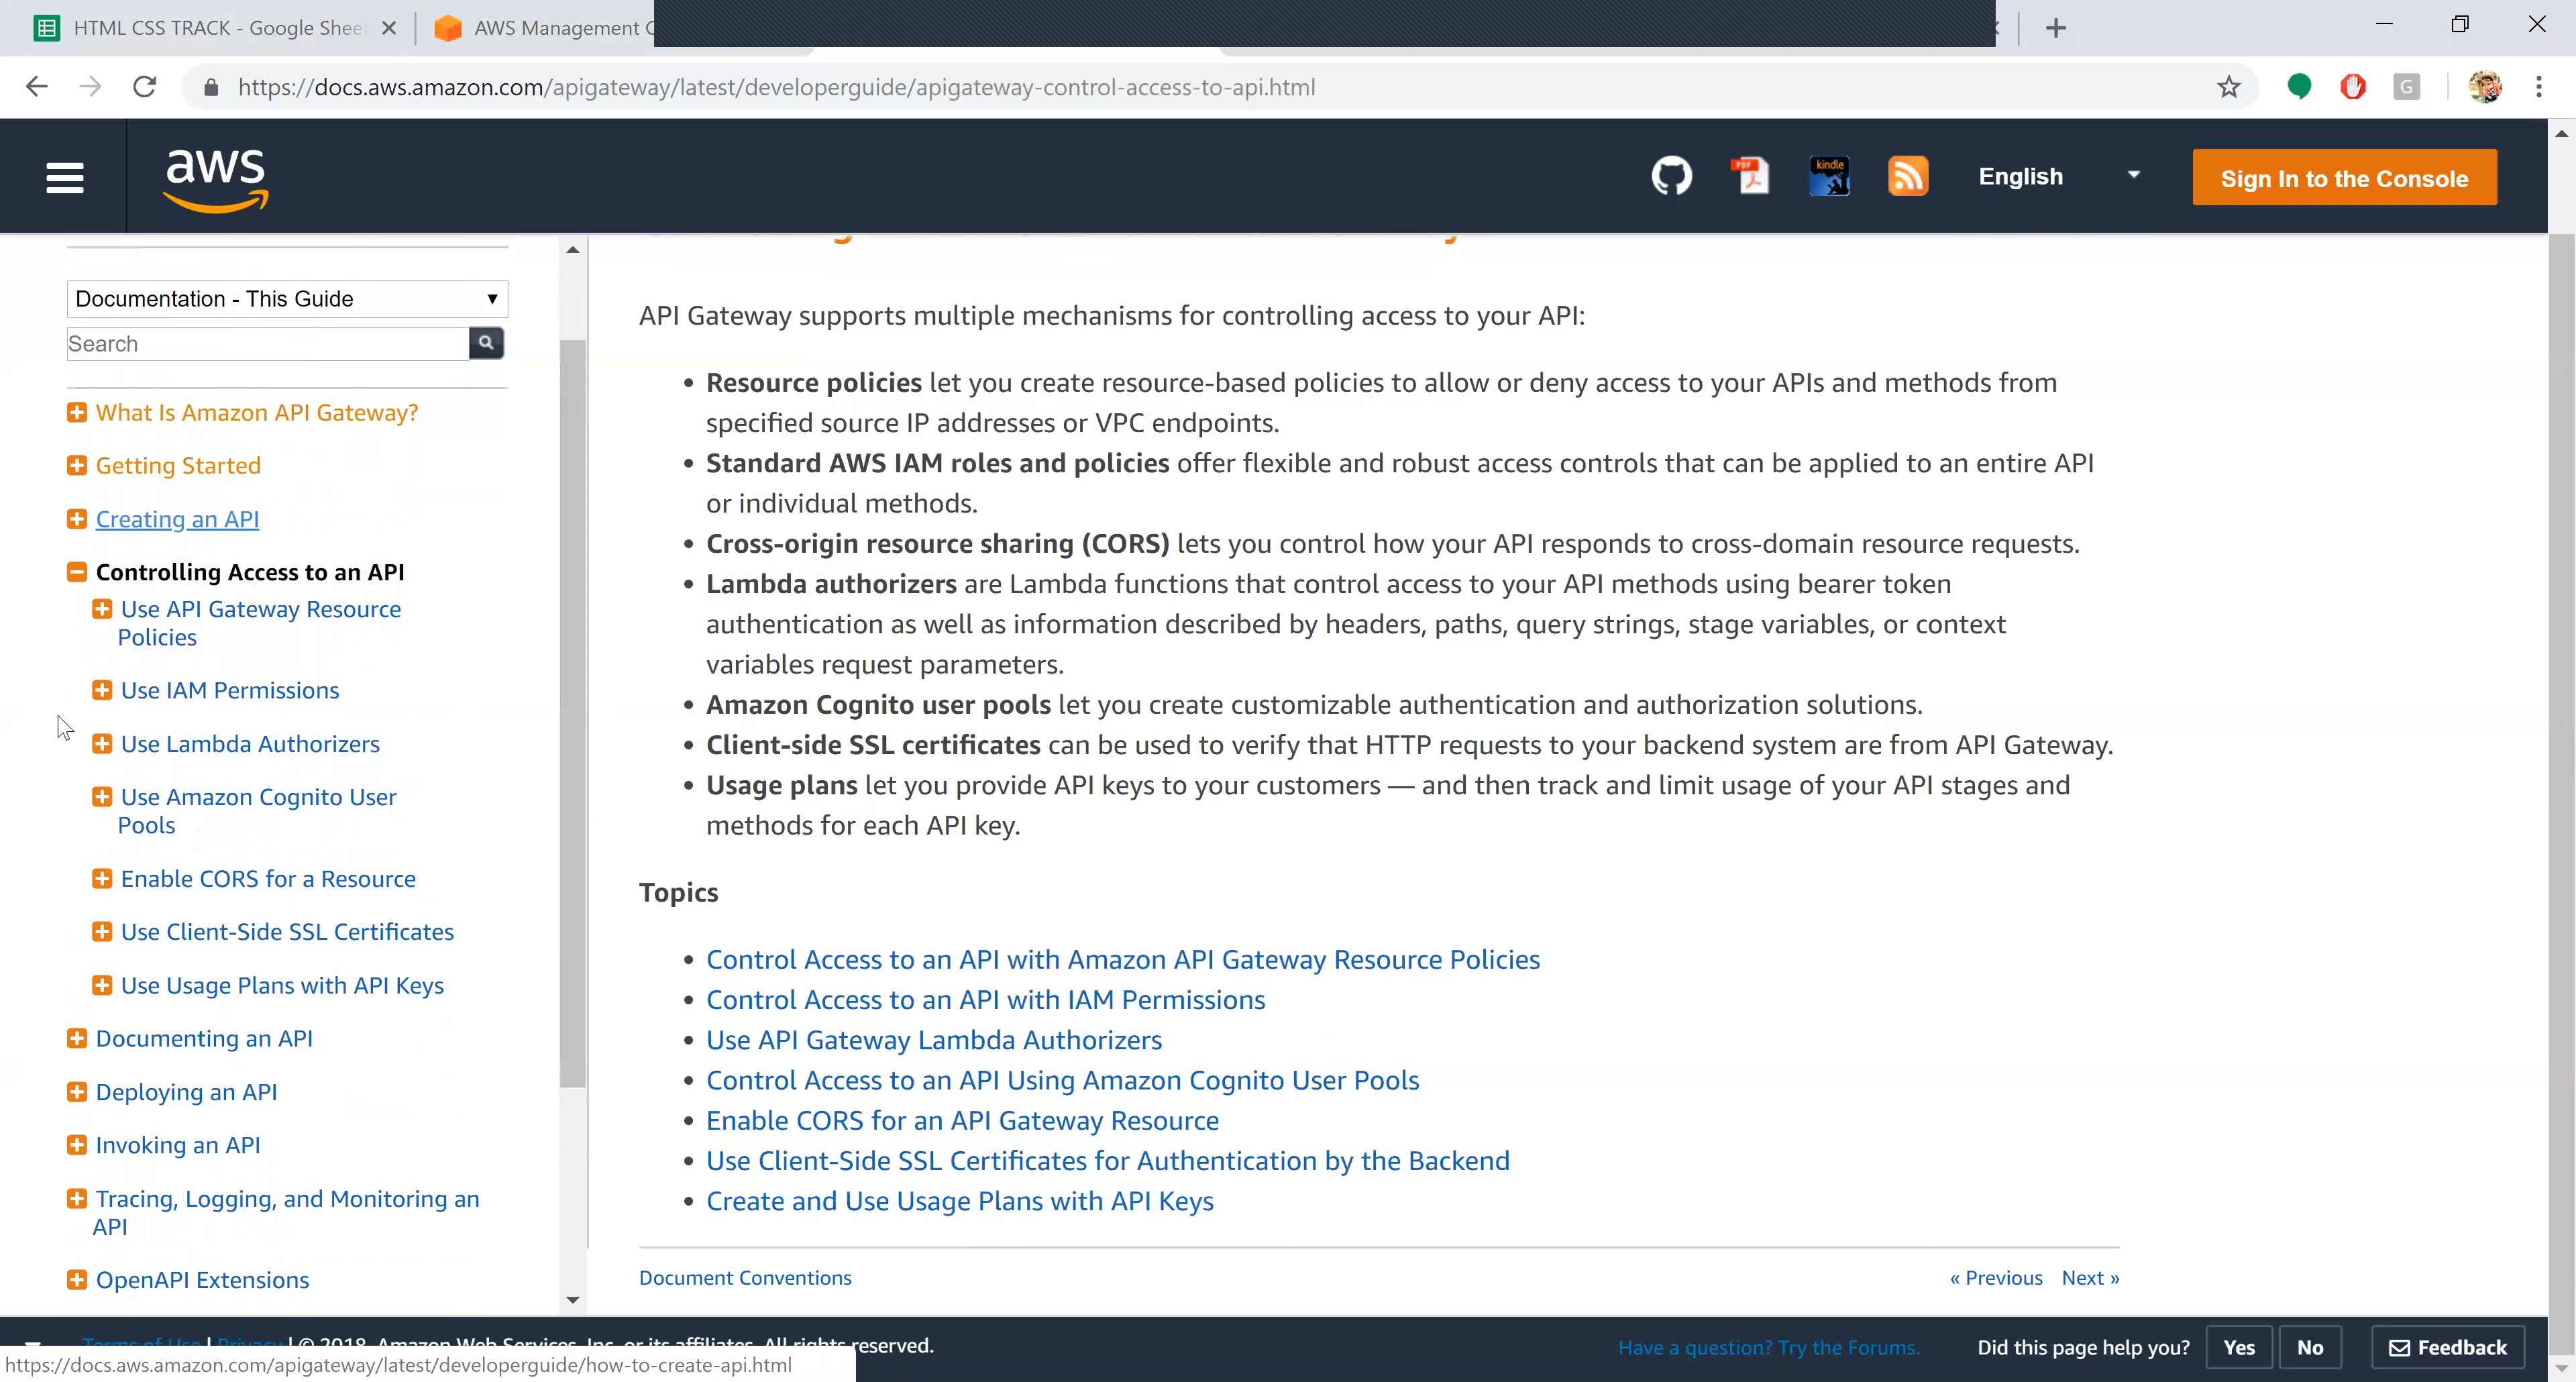 HTML CSS TRACK - Google Sheet
AWS Management C
https://docs.aws.amazon.com/apigateway/latest/developerguide/apigateway-control-access-to-api.html
G
aws
PDF
kindle
English
Sign In to the Console
Documentation - This Guide
Search
What Is Amazon API Gateway?
Getting Started
Creating an API
Controlling Access to an API
Use API Gateway Resource
Policies
Use IAM Permissions
Use Lambda Authorizers
Use Amazon Cognito User
Pools
Enable CORS for a Resource
Use Client-Side SSL Certificates
Use Usage Plans with API Keys
Documenting an API
Deploying an API
Invoking an API
Tracing, Logging, and Monitoring an
API
OpenAPI Extensions
API Gateway supports multiple mechanisms for controlling access to your API:
• Resource policies let you create resource-based policies to allow or deny access to your APIs and methods from
specified source IP addresses or VPC endpoints.
• Standard AWS IAM roles and policies offer flexible and robust access controls that can be applied to an entire API
or individual methods.
• Cross-origin resource sharing (CORS) lets you control how your API responds to cross-domain resource requests.
• Lambda authorizers are Lambda functions that control access to your API methods using bearer token
authentication as well as information described by headers, paths, query strings, stage variables, or context
variables request parameters.
• Amazon Cognito user pools let you create customizable authentication and authorization solutions.
• Client-side SSL certificates can be used to verify that HTTP requests to your backend system are from API Gateway.
• Usage plans let you provide API keys to your customers — and then track and limit usage of your API stages and
methods for each API key.
Topics
• Control Access to an API with Amazon API Gateway Resource Policies
• Control Access to an API with IAM Permissions
• Use API Gateway Lambda Authorizers
• Control Access to an API Using Amazon Cognito User Pools
• Enable CORS for an API Gateway Resource
• Use Client-Side SSL Certificates for Authentication by the Backend
• Create and Use Usage Plans with API Keys
Document Conventions
« Previous Next »
Terms of Use | Privacy | © 2018, Amazon Web Services, Inc. or its affiliates. All rights reserved.
Have a question? Try the Forums.
Did this page help you? Yes No Feedback
https://docs.aws.amazon.com/apigateway/latest/developerguide/how-to-create-api.html